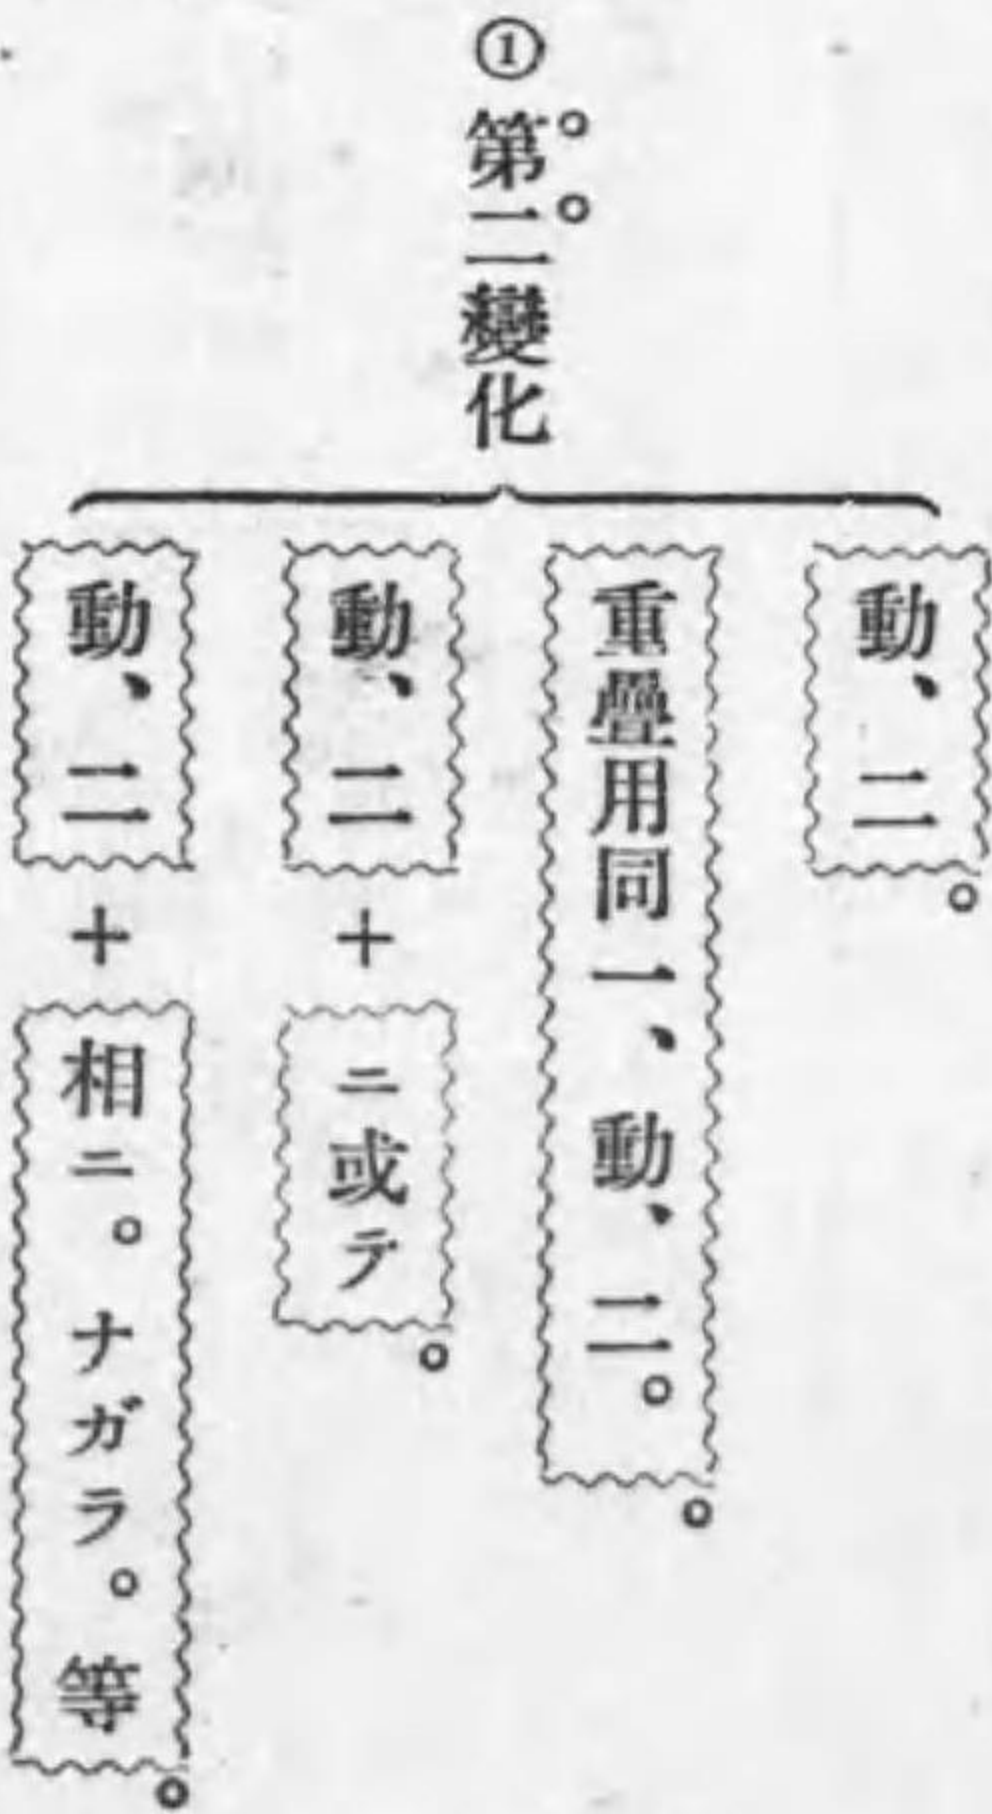 ①第二變化
動、二。
重疊用同一、動、二。。
動、二+ニ或テ。
動、二+相ニ。ナガラ。等。